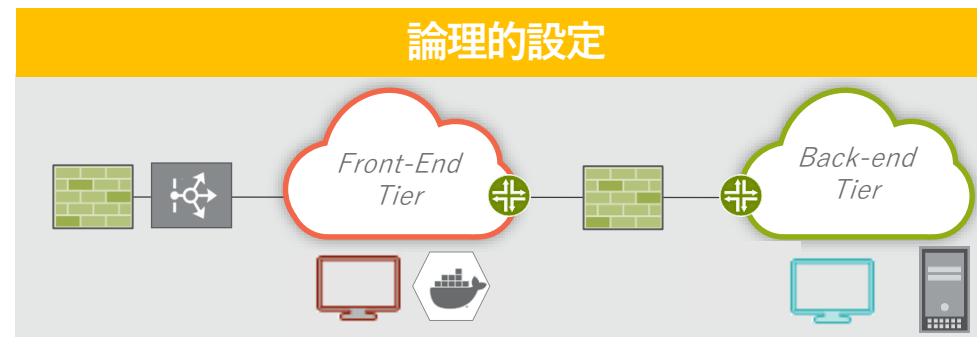 論理的設定
Front-End
Tier
Back-end
Tier